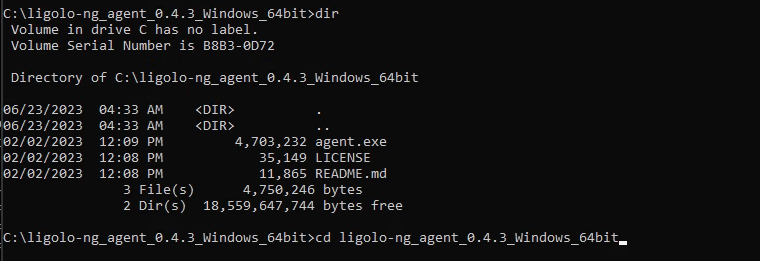 C:\ligolo-ng_agent_0.4.3_Windows_64bit>dir
Volume in drive C has no label.
Volume Serial Number is B8B3-0D72
Directory of C:\ligolo-ng_agent_0.4.3_Windows_64bit
06/23/2023  04:33 AM    <DIR>          .
06/23/2023  04:33 AM    <DIR>          ..
02/02/2023  12:09 PM         4,703,232 agent.exe
02/02/2023  12:08 PM            35,149 LICENSE
02/02/2023  12:08 PM            11,865 README.md
3 File(s)      4,750,246 bytes
2 Dir(s)  18,559,647,744 bytes free
C:\ligolo-ng_agent_0.4.3_Windows_64bit>cd ligolo-ng_agent_0.4.3_Windows_64bit